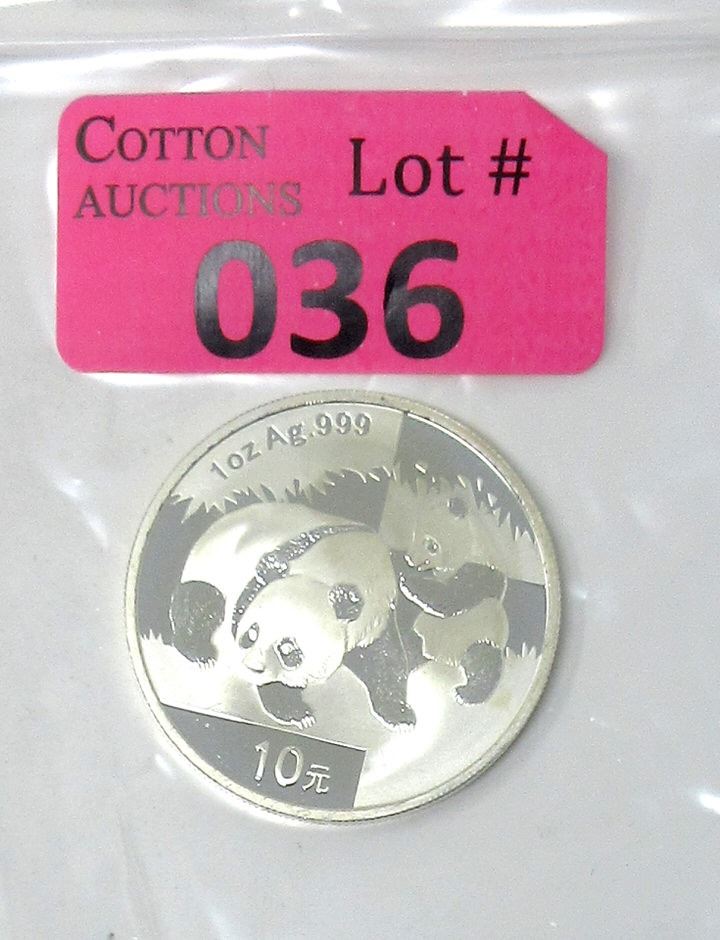 COTTON
AUCTIONS
Lot #
036
1oz Ag.999
10元